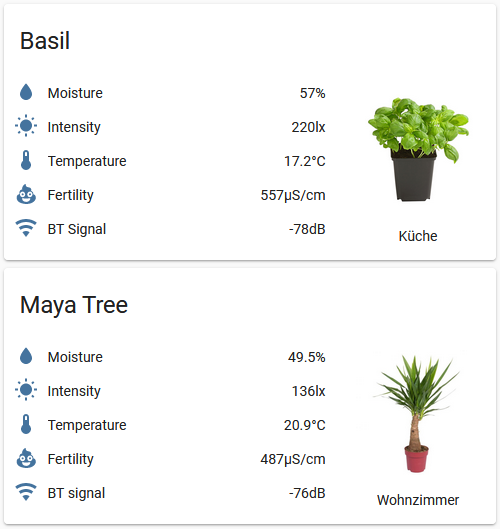 Basil
Moisture 57%
Intensity 220lx
Temperature 17.2°C
Fertility 557µS/cm
BT Signal -78dB
Küche
Maya Tree
Moisture 49.5%
Intensity 136lx
Temperature 20.9°C
Fertility 487µS/cm
BT signal -76dB
Wohnzimmer